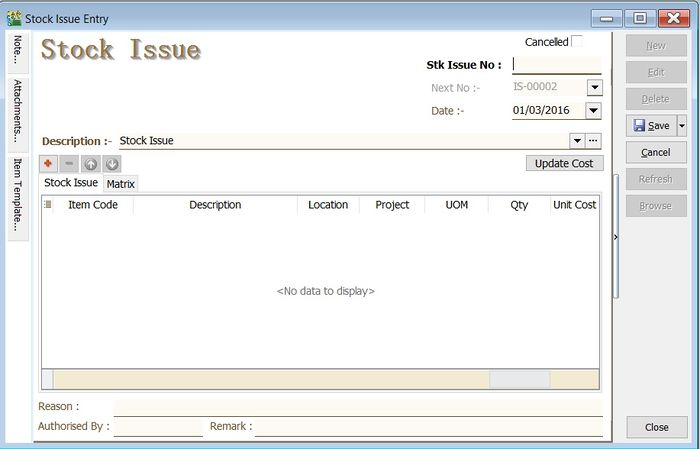 Stock Issue Entry
Note...
Attachments...
Item Template...
Stock Issue
Cancelled
Stk Issue No :
Next No :- IS-00002
Date :- 01/03/2016
Description :- Stock Issue
Update Cost
Stock Issue Matrix
Item Code Description Location Project UOM Qty Unit Cost
<No data to display>
Reason :
Authorised By : Remark :
New
Edit
Delete
Save
Cancel
Refresh
Browse
Close